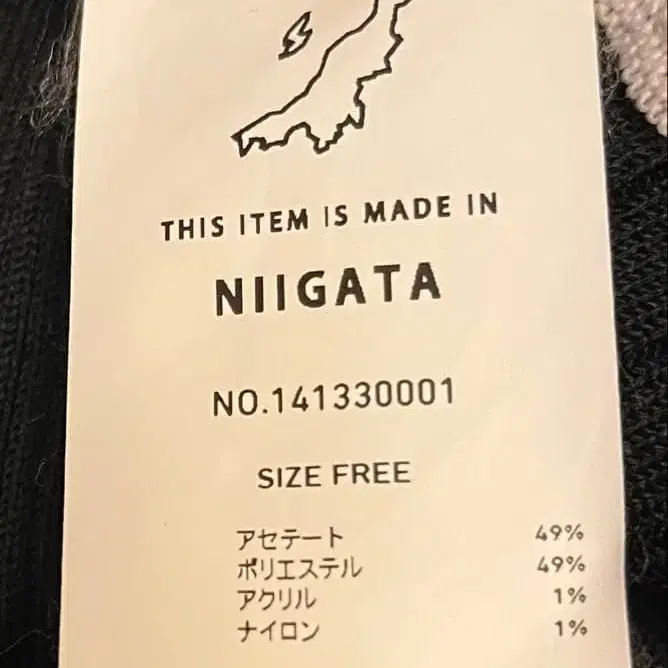 THIS ITEM IS MADE IN
NIIGATA
NO.141330001
SIZE FREE
アセテート 49%
ポリエステル 49%
アクリル 1%
ナイロン 1%